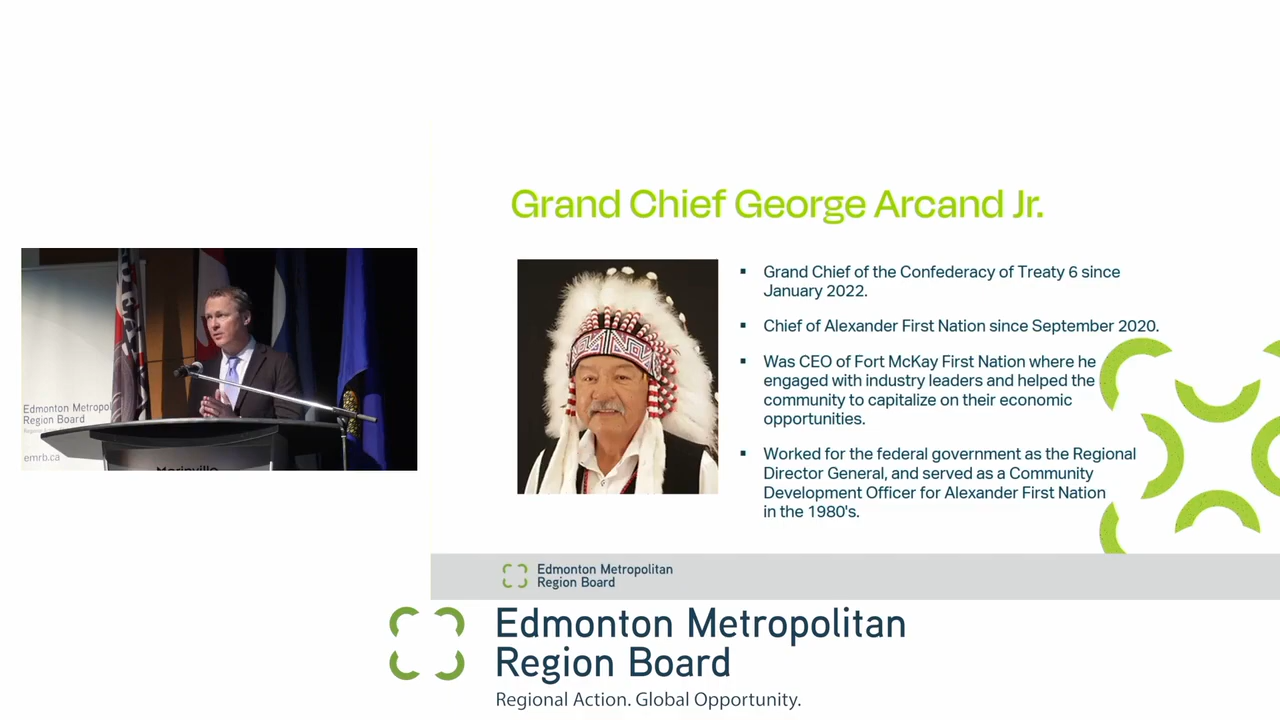 Grand Chief George Arcand Jr.
▪ Grand Chief of the Confederacy of Treaty 6 since
January 2022.
▪ Chief of Alexander First Nation since September 2020.
▪ Was CEO of Fort McKay First Nation where he
engaged with industry leaders and helped the
community to capitalize on their economic
opportunities.
▪ Worked for the federal government as the Regional
Director General, and served as a Community
Development Officer for Alexander First Nation
in the 1980's.
Edmonton Metropol
Region Board
emrb.ca
Morinville
Edmonton Metropolitan
Region Board
Edmonton Metropolitan
Region Board
Regional Action. Global Opportunity.